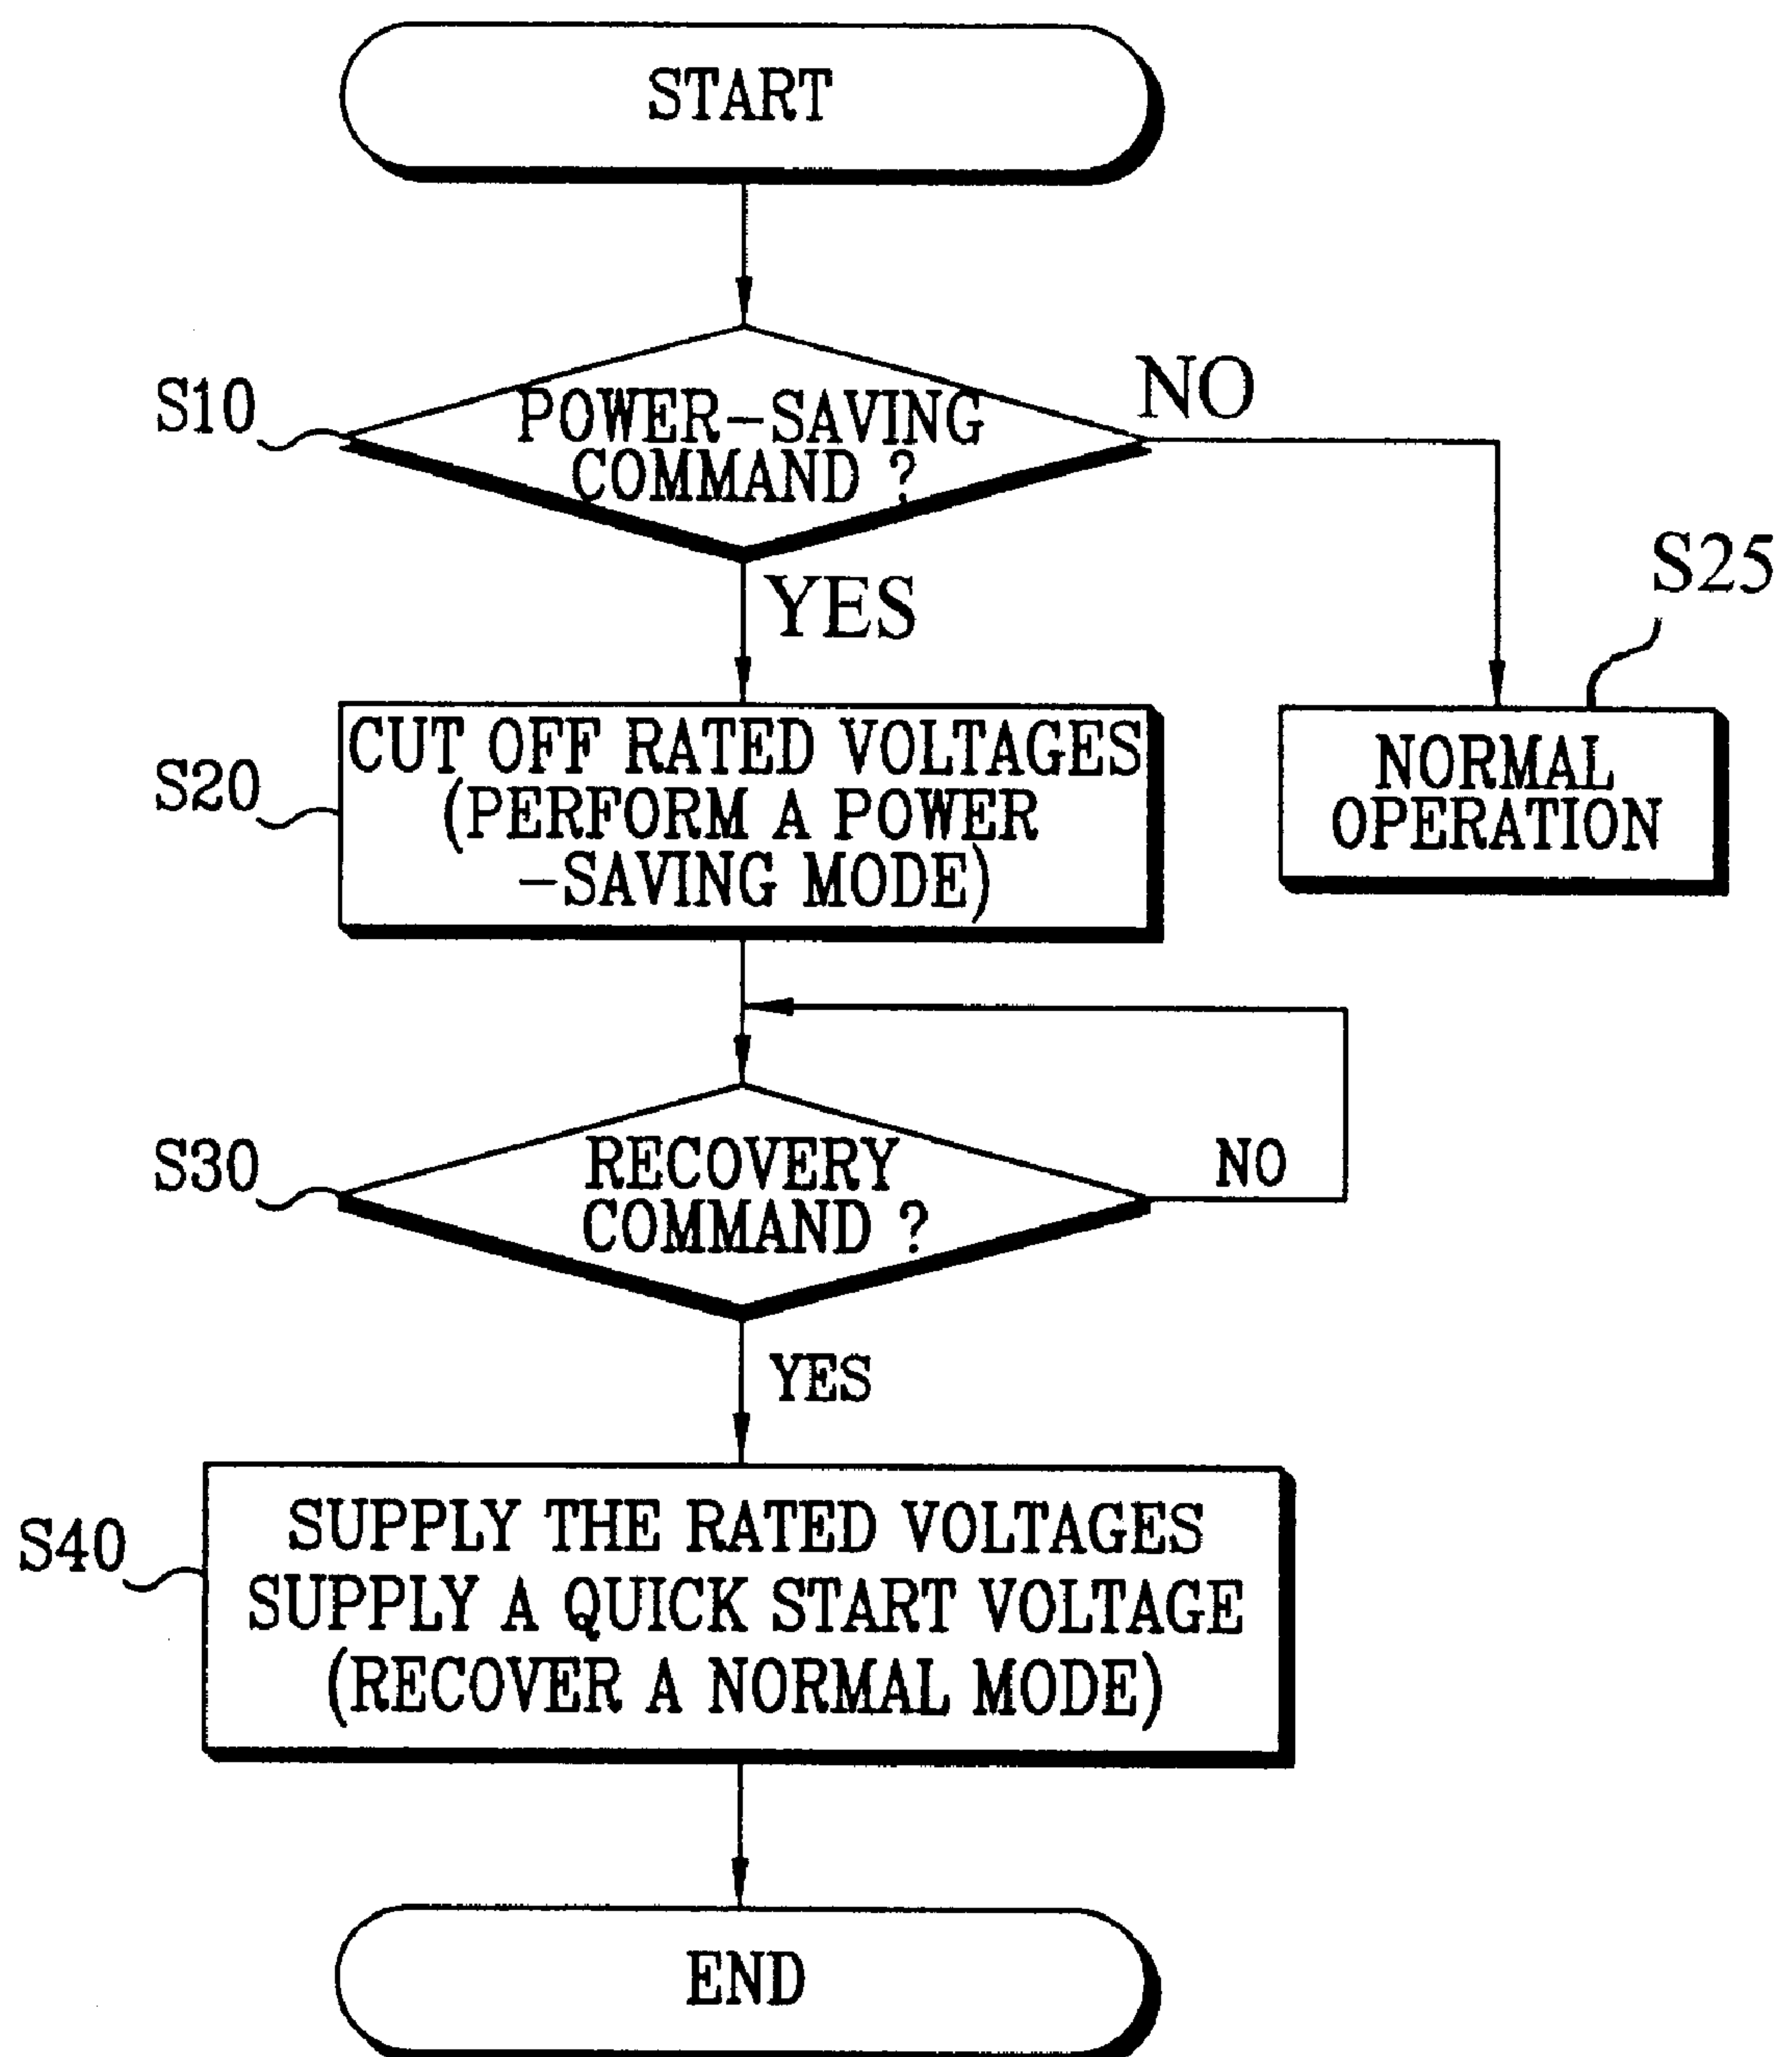 START
S10
POWER-SAVING
COMMAND ?
NO
YES
S25
S20
CUT OFF RATED VOLTAGES
(PERFORM A POWER
-SAVING MODE)
NORMAL
OPERATION
S30
RECOVERY
COMMAND ?
NO
YES
S40
SUPPLY THE RATED VOLTAGES
SUPPLY A QUICK START VOLTAGE
(RECOVER A NORMAL MODE)
END